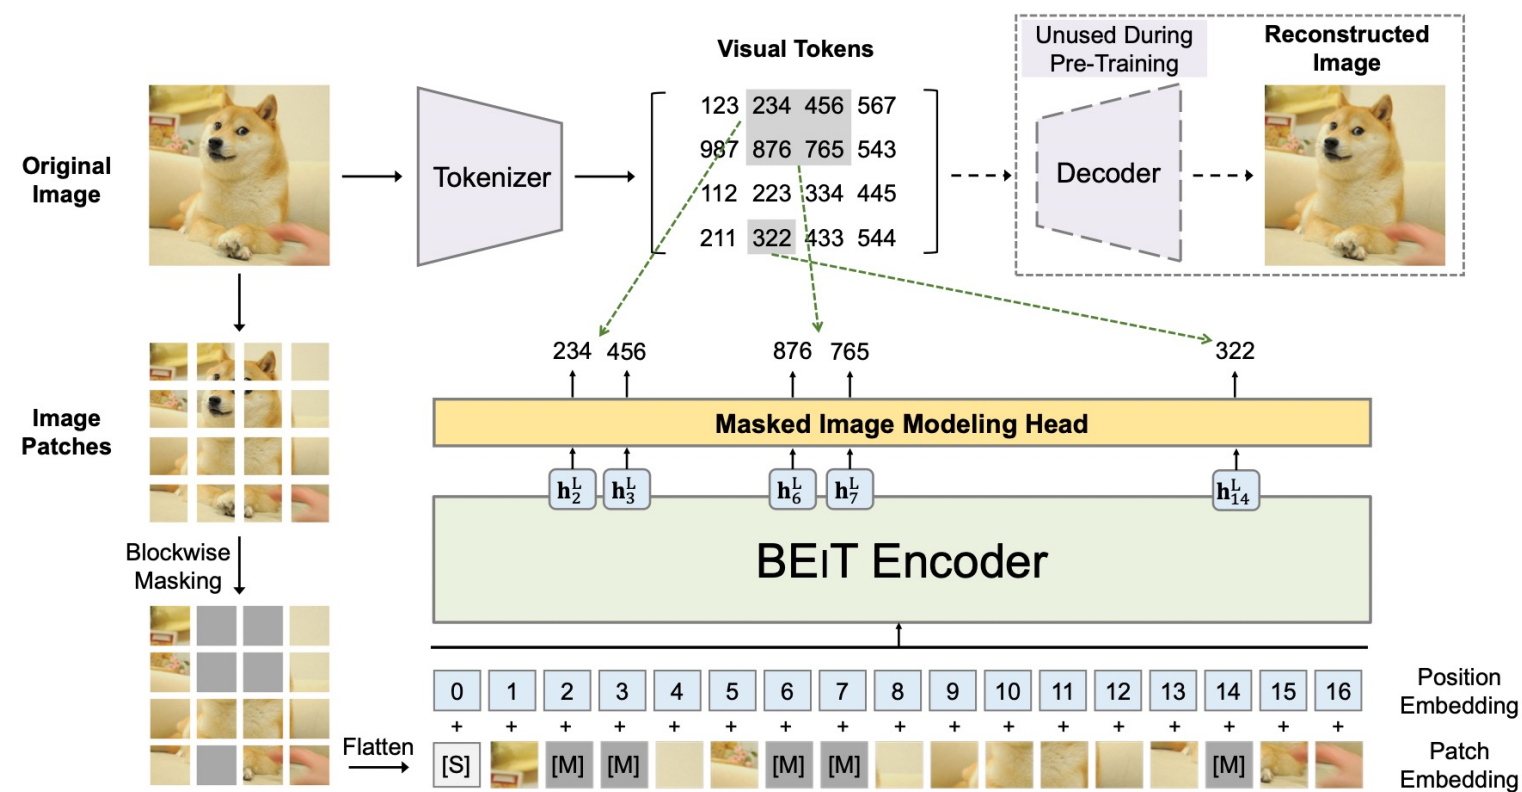 Visual Tokens
Unused During
Pre-Training
Reconstructed
Image
Original
Image
Tokenizer
123 234 456 567
987 876 765 543
112 223 334 445
211 322 433 544
Decoder
234 456 876 765 322
Image
Patches
Masked Image Modeling Head
h₂ᴸ h₃ᴸ h₆ᴸ h₇ᴸ h₁₄ᴸ
BEIT Encoder
Blockwise
Masking
0 1 2 3 4 5 6 7 8 9 10 11 12 13 14 15 16
Position
Embedding
+ + + + + + + + + + + + + + + + +
Flatten
[S] [M] [M] [M] [M] [M]
Patch
Embedding